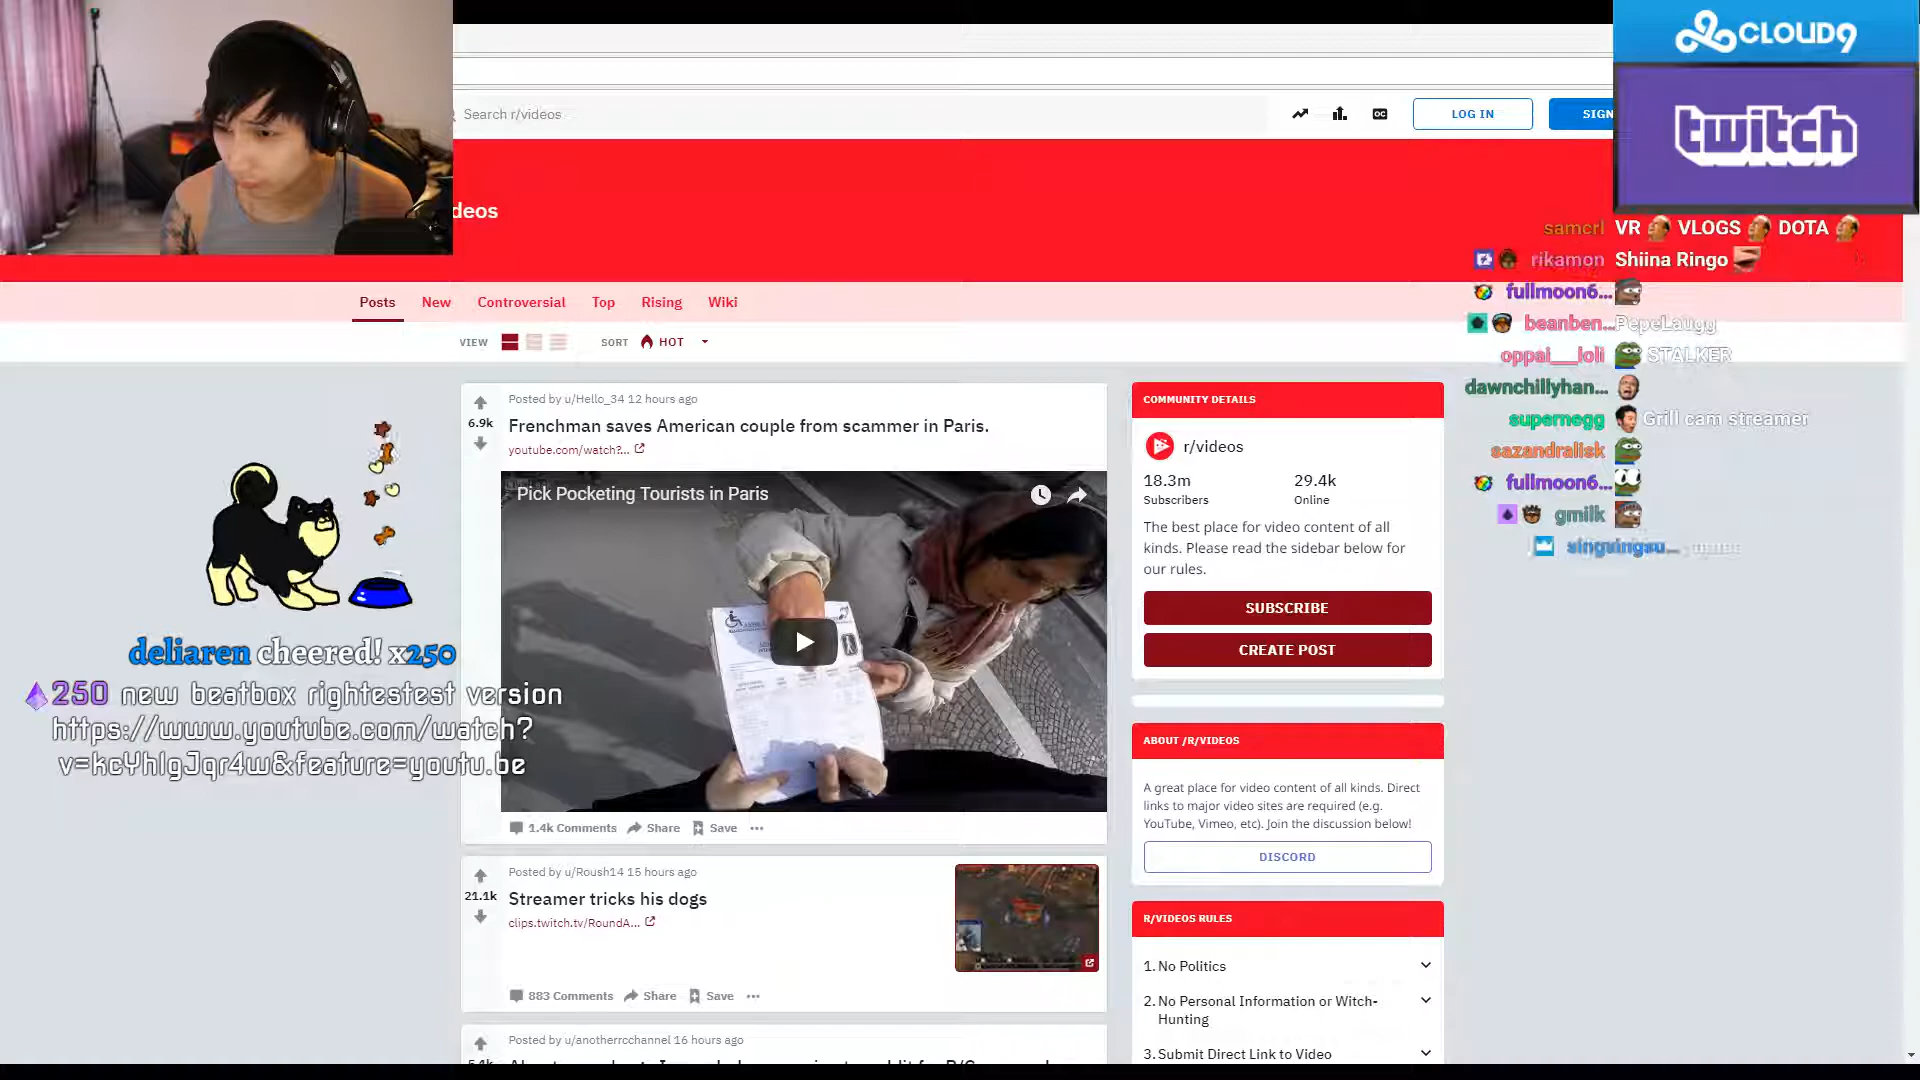 CLOUD9
twitch
Search r/videos
LOG IN
SIGN
deos
Posts
New
Controversial
Top
Rising
Wiki
VIEW
SORT
HOT
samcrl VR VLOGS DOTA
rikamon Shiina Ringo
fullmoon6...
beanben... PepeLaugg
oppai__loli STALKER
dawnchillyhan...
supernegg Grill cam streamer
sazandralisk
fullmoon6...
gmilk
Posted by u/Hello_34 12 hours ago
6.9k
Frenchman saves American couple from scammer in Paris.
youtube.com/watch?...
Pick Pocketing Tourists in Paris
1.4k Comments
Share
Save
Posted by u/Roush14 15 hours ago
21.1k
Streamer tricks his dogs
clips.twitch.tv/RoundA...
883 Comments
Share
Save
Posted by u/anotherrcchannel 16 hours ago
COMMUNITY DETAILS
r/videos
18.3m
Subscribers
29.4k
Online
The best place for video content of all
kinds. Please read the sidebar below for
our rules.
SUBSCRIBE
CREATE POST
ABOUT /R/VIDEOS
A great place for video content of all kinds. Direct
links to major video sites are required (e.g.
YouTube, Vimeo, etc). Join the discussion below!
DISCORD
R/VIDEOS RULES
1. No Politics
2. No Personal Information or Witch-
Hunting
3. Submit Direct Link to Video
deliaren cheered! x250
250 new beatbox rightestest version
https://www.youtube.com/watch?
v=kcYhlgJqr4w&feature=youtu.be